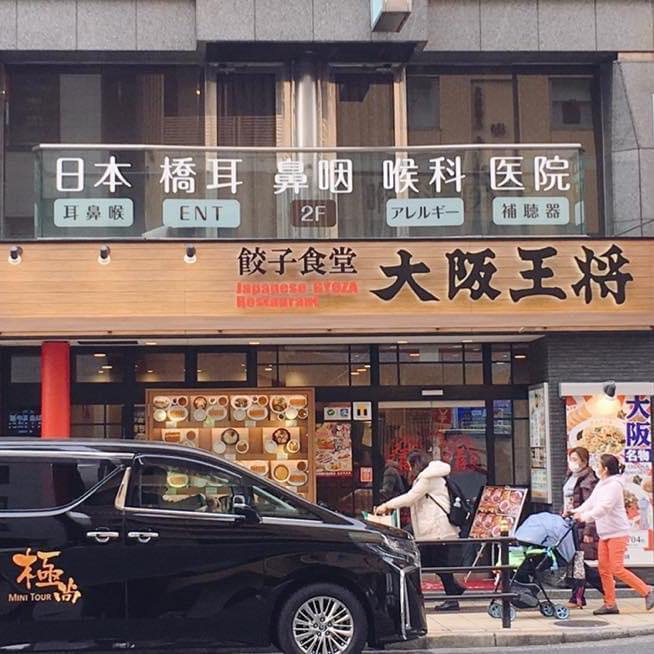 日本橋耳鼻咽喉科医院
耳鼻喉
ENT
2F
アレルギー
補聴器
餃子食堂
Japanese GYOZA
Restaurant
大阪王将
大阪
名物
極尚
MINI TOUR